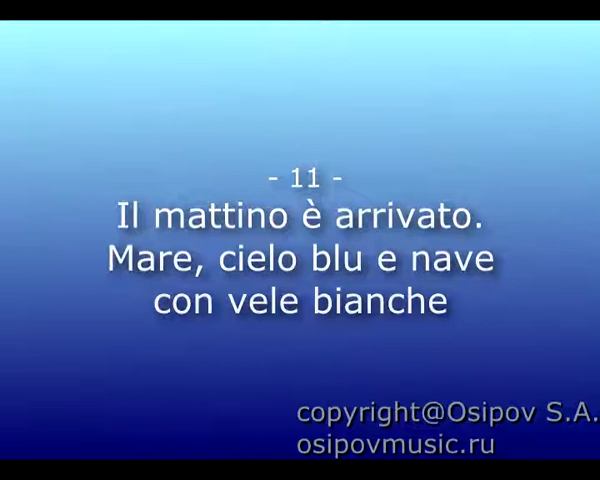 - 11 -
Il mattino è arrivato.
Mare, cielo blu e nave
con vele bianche
copyright@Osipov S.A.
osipovmusic.ru